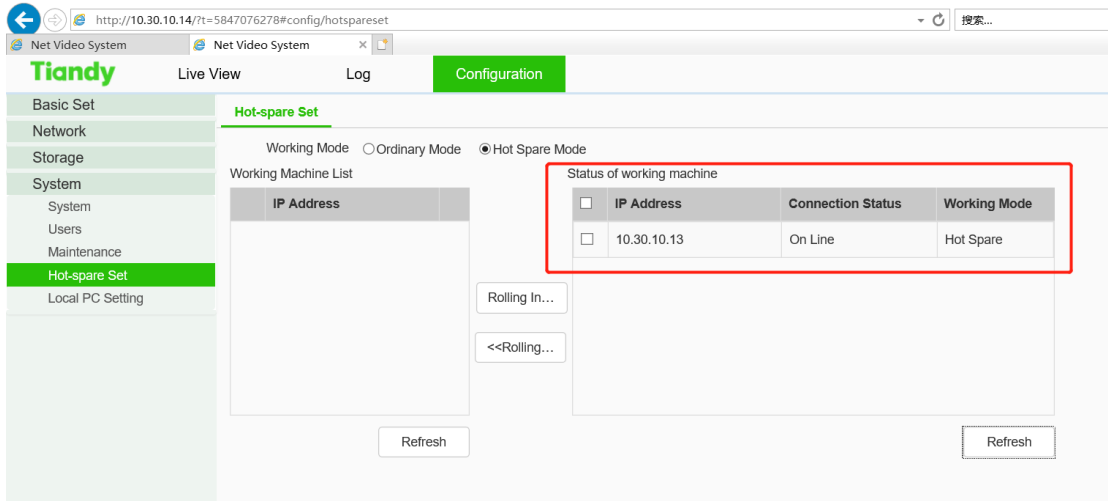 http://10.30.10.14/?t=5847076278#config/hotspareset
搜索...
Net Video System
Net Video System
Tiandy
Live View
Log
Configuration
Basic Set
Network
Storage
System
System
Users
Maintenance
Hot-spare Set
Local PC Setting
Hot-spare Set
Working Mode Ordinary Mode Hot Spare Mode
Working Machine List
IP Address
Rolling In...
<<Rolling...
Refresh
Status of working machine
IP Address Connection Status Working Mode
10.30.10.13 On Line Hot Spare
Refresh